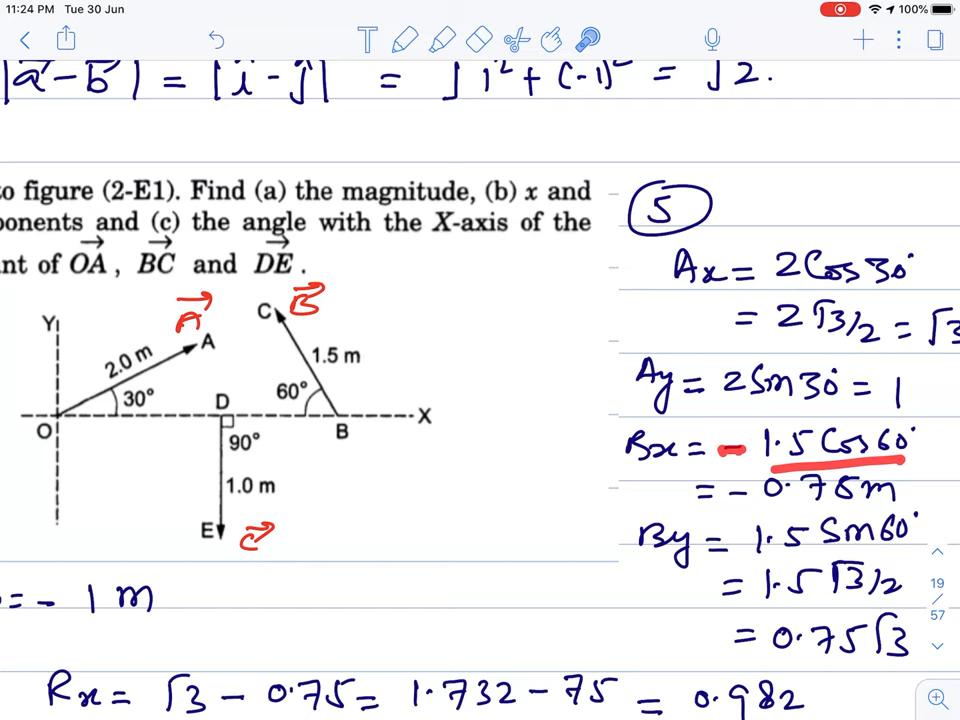 11:24 PM Tue 30 Jun
100%
|a⃗ - b⃗| = |i - j| = √1² + (-1)² = √2.
to figure (2-E1). Find (a) the magnitude, (b) x and
ponents and (c) the angle with the X-axis of the
nt of OA⃗, BC⃗ and DE⃗.
Y
2.0 m
A
A⃗
30°
O
C
B⃗
1.5 m
60°
D
B
X
90°
1.0 m
E
C⃗
= - 1 m
5
Ax = 2 Cos 30°
= 2 √3/2 = √3
Ay = 2 Sin 30° = 1
Bx = - 1.5 Cos 60°
= - 0.75m
By = 1.5 Sin 60°
= 1.5 √3/2
= 0.75 √3
Rx = √3 - 0.75 = 1.732 - 75 = 0.982
19
/
57